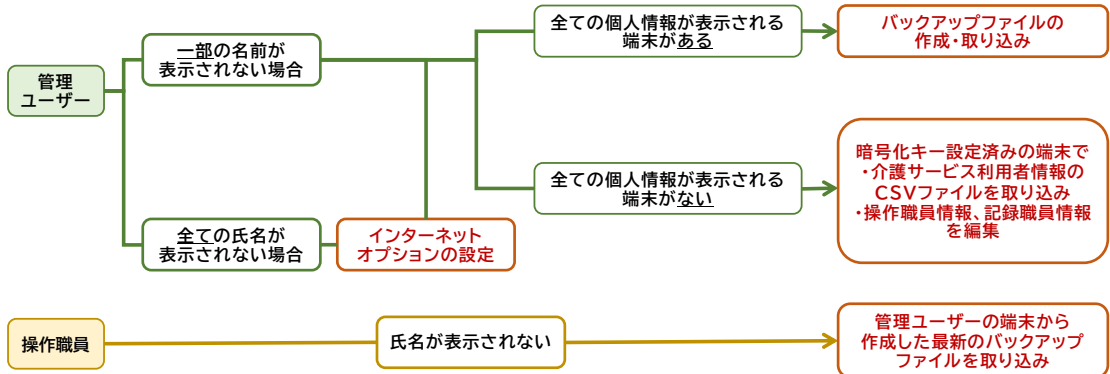 管理
ユーザー
一部の名前が
表示されない場合
全ての個人情報が表示される
端末がある
バックアップファイルの
作成・取り込み
全ての個人情報が表示される
端末がない
暗号化キー設定済みの端末で
・介護サービス利用者情報の
CSVファイルを取り込み
・操作職員情報、記録職員情報
を編集
全ての氏名が
表示されない場合
インターネット
オプションの設定
操作職員
氏名が表示されない
管理ユーザーの端末から
作成した最新のバックアップ
ファイルを取り込み